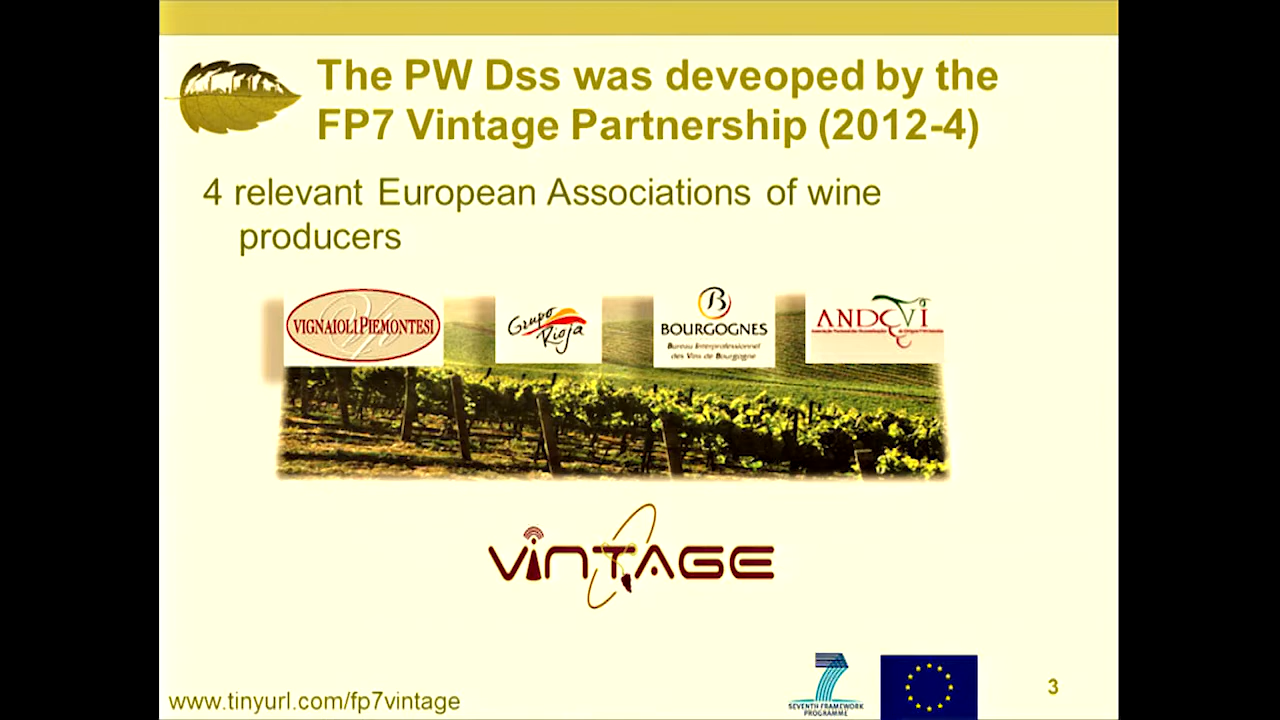 The PW Dss was deveoped by the
FP7 Vintage Partnership (2012-4)
4 relevant European Associations of wine
producers
VIGNAIOLI PIEMONTESI
Grupo
Rioja
B
BOURGOGNES
Bureau Interprofessionnel
des Vins de Bourgogne
ANDOVI
VINTAGE
7
SEVENTH FRAMEWORK
PROGRAMME
www.tinyurl.com/fp7vintage
3